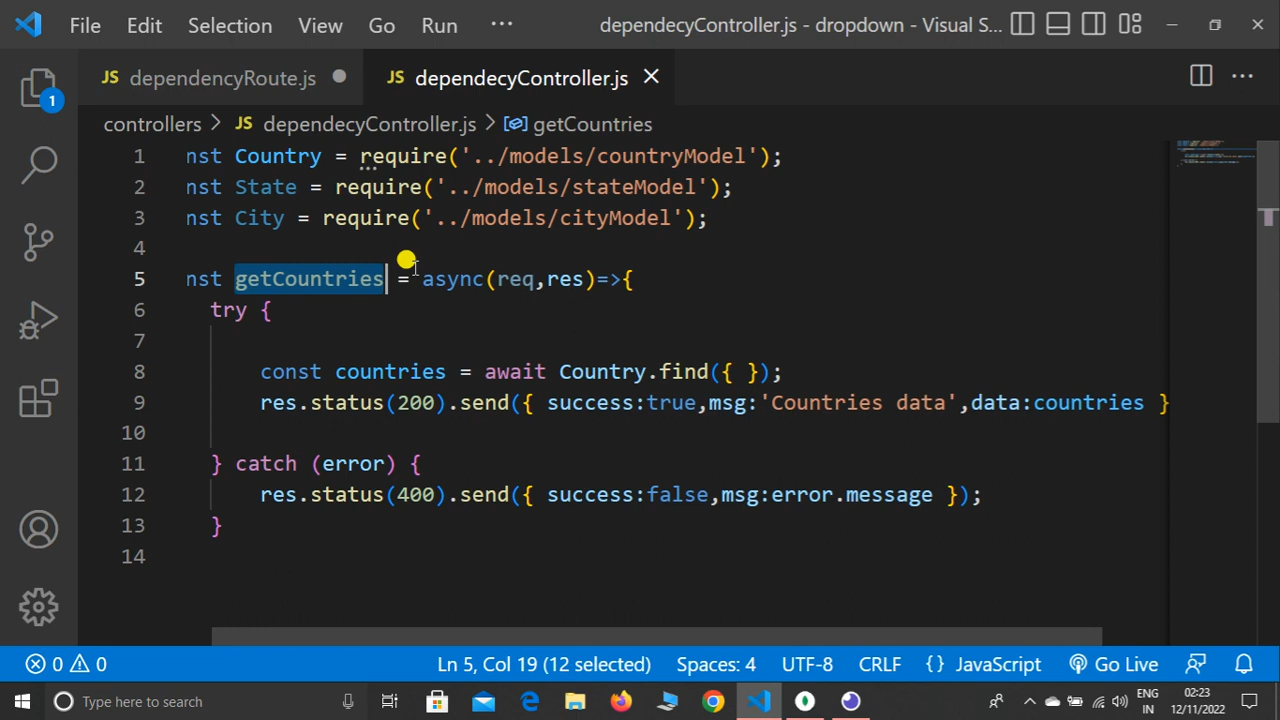 File Edit Selection View Go Run ··· dependecyController.js - dropdown - Visual S...
JS dependencyRoute.js JS dependecyController.js
controllers > JS dependecyController.js > getCountries
1 nst Country = require('../models/countryModel');
2 nst State = require('../models/stateModel');
3 nst City = require('../models/cityModel');
4
5 nst getCountries = async(req,res)=>{
6 try {
7
8 const countries = await Country.find({ });
9 res.status(200).send({ success:true,msg:'Countries data',data:countries }
10
11 } catch (error) {
12 res.status(400).send({ success:false,msg:error.message });
13 }
14
1
0 0 Ln 5, Col 19 (12 selected) Spaces: 4 UTF-8 CRLF {} JavaScript Go Live
Type here to search ENG IN 02:23 12/11/2022